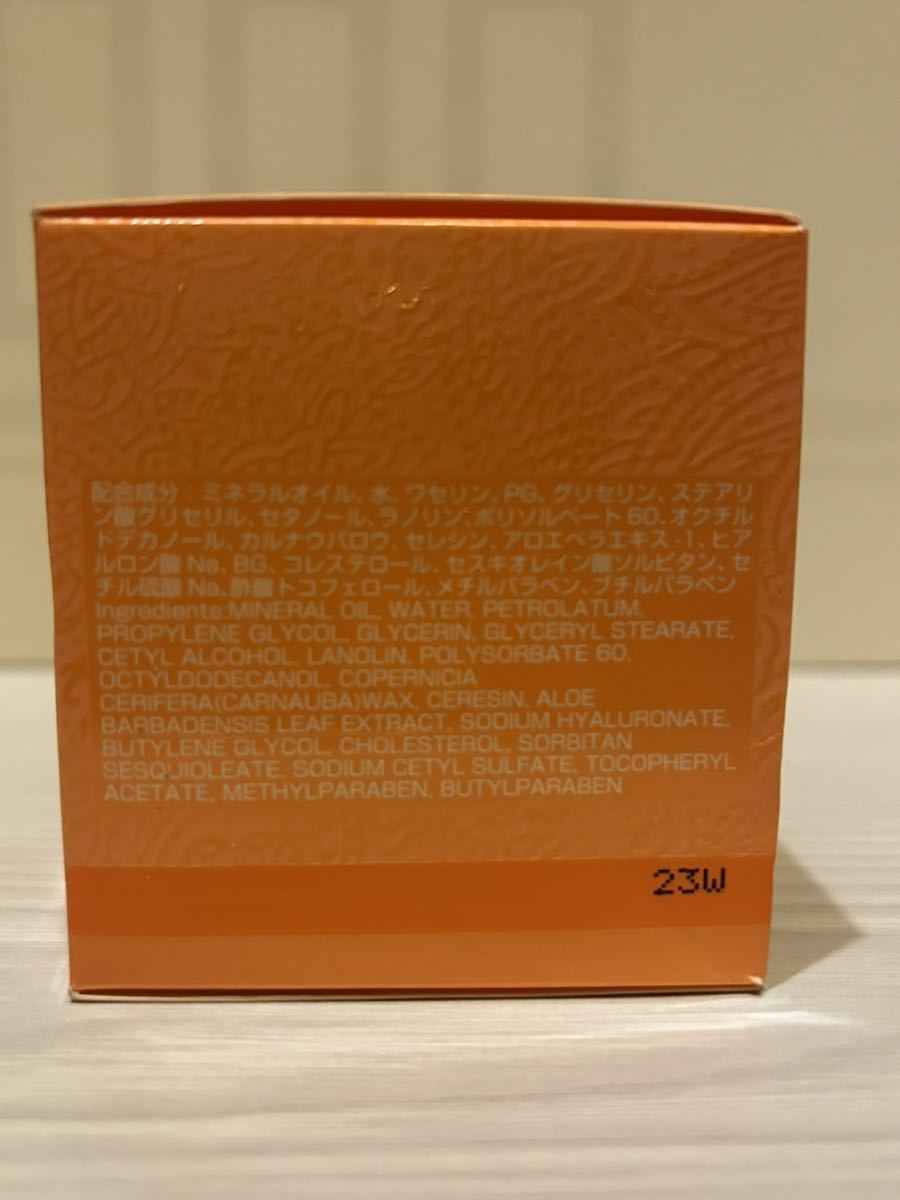 配合成分：ミネラルオイル、水、ワセリン、PG、グリセリン、ステアリ
ン酸グリセリル、セタノール、ラノリン、ポリソルベート60、オクチル
ドデカノール、カルナウバロウ、セレシン、アロエベラエキス-1、ヒア
ルロン酸Na、BG、コレステロール、セスキオレイン酸ソルビタン、セ
チル硫酸Na、酢酸トコフェロール、メチルパラベン、ブチルパラベン
Ingredients:MINERAL OIL, WATER, PETROLATUM,
PROPYLENE GLYCOL, GLYCERIN, GLYCERYL STEARATE,
CETYL ALCOHOL, LANOLIN, POLYSORBATE 60,
OCTYLDODECANOL, COPERNICIA
CERIFERA(CARNAUBA)WAX, CERESIN, ALOE
BARBADENSIS LEAF EXTRACT, SODIUM HYALURONATE,
BUTYLENE GLYCOL, CHOLESTEROL, SORBITAN
SESQUIOLEATE, SODIUM CETYL SULFATE, TOCOPHERYL
ACETATE, METHYLPARABEN, BUTYLPARABEN
23W